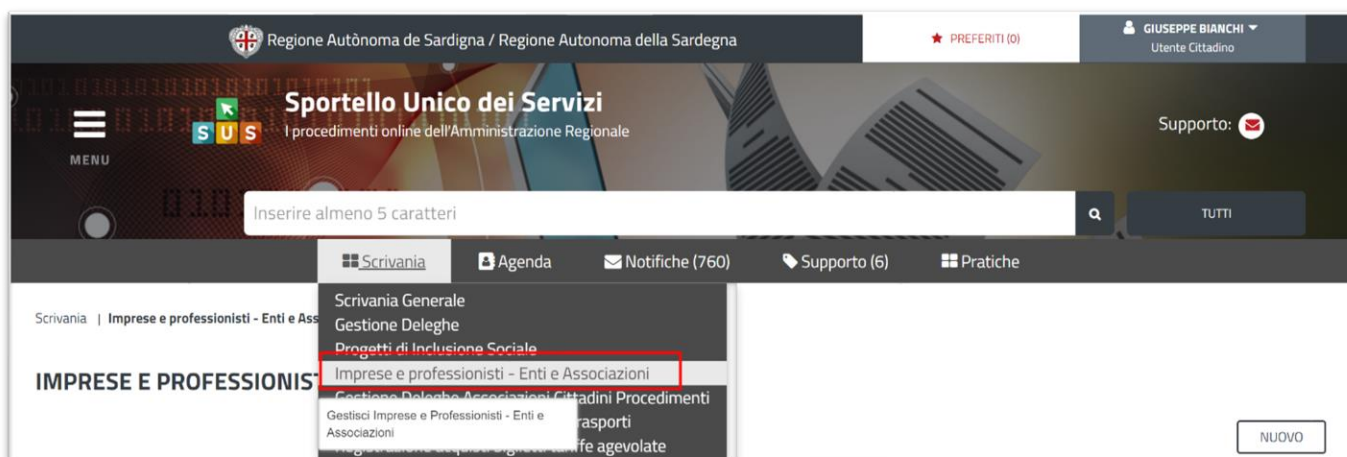 Regione Autònoma de Sardigna / Regione Autonoma della Sardegna
PREFERITI (0)
GIUSEPPE BIANCHI
Utente Cittadino
MENU
SUS
Sportello Unico dei Servizi
I procedimenti online dell'Amministrazione Regionale
Supporto:
Inserire almeno 5 caratteri
TUTTI
Scrivania
Agenda
Notifiche (760)
Supporto (6)
Pratiche
Scrivania | Imprese e professionisti - Enti e Ass
Scrivania Generale
Gestione Deleghe
Progetti di Inclusione Sociale
Imprese e professionisti - Enti e Associazioni
IMPRESE E PROFESSIONIST
Gestione Deleghe Associazioni Cittadini Procedimenti
Gestisci Imprese e Professionisti - Enti e
Associazioni
rasporti
ffe agevolate
NUOVO